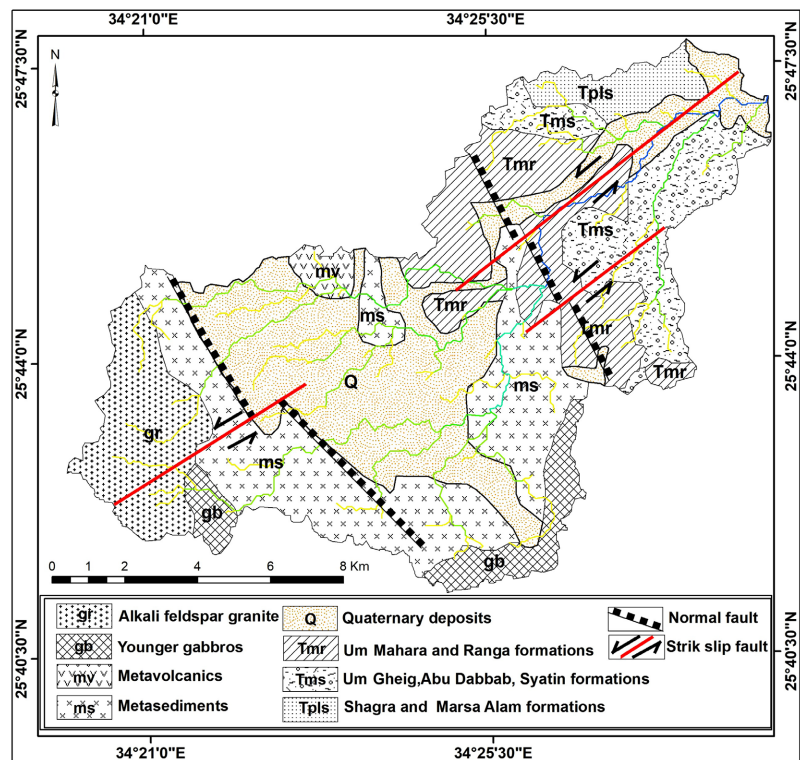 34°21'0"E 34°25'30"E
25°47'30"N 25°47'30"N
N
Tpls
Tms
Tmr
Tms
mv
ms
Tmr
Tmr
25°44'0"N 25°44'0"N
Q
ms
Tmr
gr
ms
gb
gb
0 1 2 4 6 8 Km
gr Alkali feldspar granite
gb Younger gabbros
mv Metavolcanics
ms Metasediments
Q Quaternary deposits
Tmr Um Mahara and Ranga formations
Tms Um Gheig,Abu Dabbab, Syatin formations
Tpls Shagra and Marsa Alam formations
Normal fault
Strik slip fault
25°40'30"N 25°40'30"N
34°21'0"E 34°25'30"E